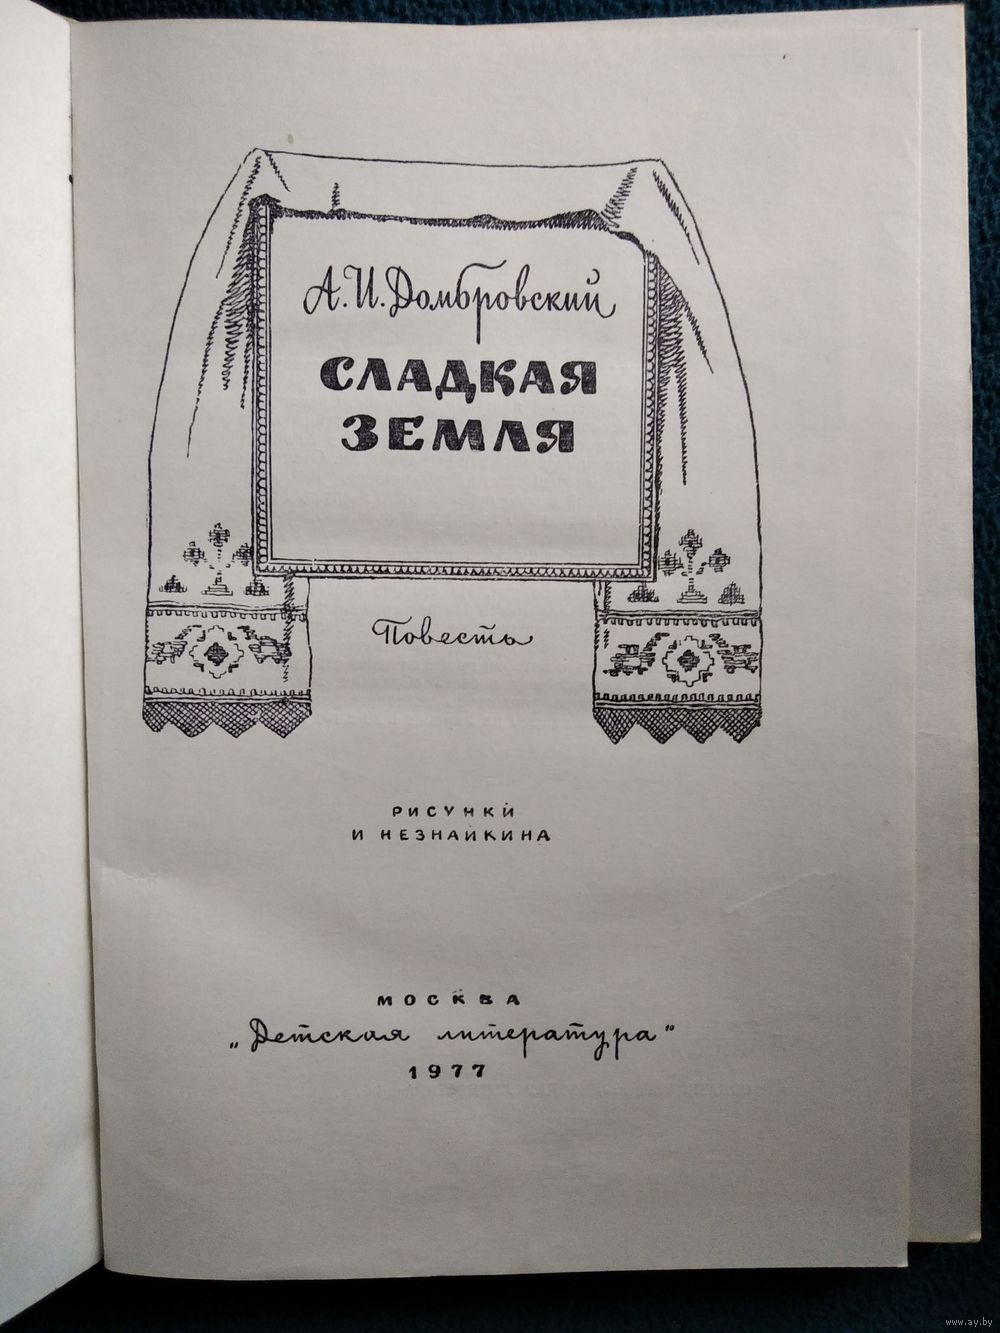 А. И. Домбровский
СЛАДКАЯ
ЗЕМЛЯ
Повесть
РИСУНКИ
И НЕЗНАЙКИНА
МОСКВА
„Детская литература"
1977
www.ay.by